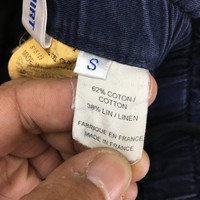 S
62% COTON /
COTTON
38% LIN / LINEN
FABRIQUE EN FRANCE
MADE IN FRANCE